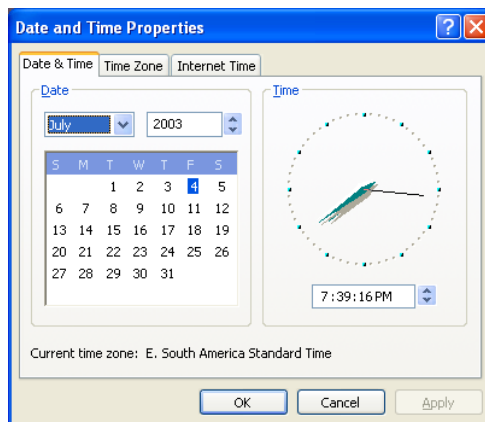 Date and Time Properties
Date & Time Time Zone Internet Time
Date
July 2003
S M T W T F S
1 2 3 4 5
6 7 8 9 10 11 12
13 14 15 16 17 18 19
20 21 22 23 24 25 26
27 28 29 30 31
Time
7:39:16 PM
Current time zone: E. South America Standard Time
OK Cancel Apply